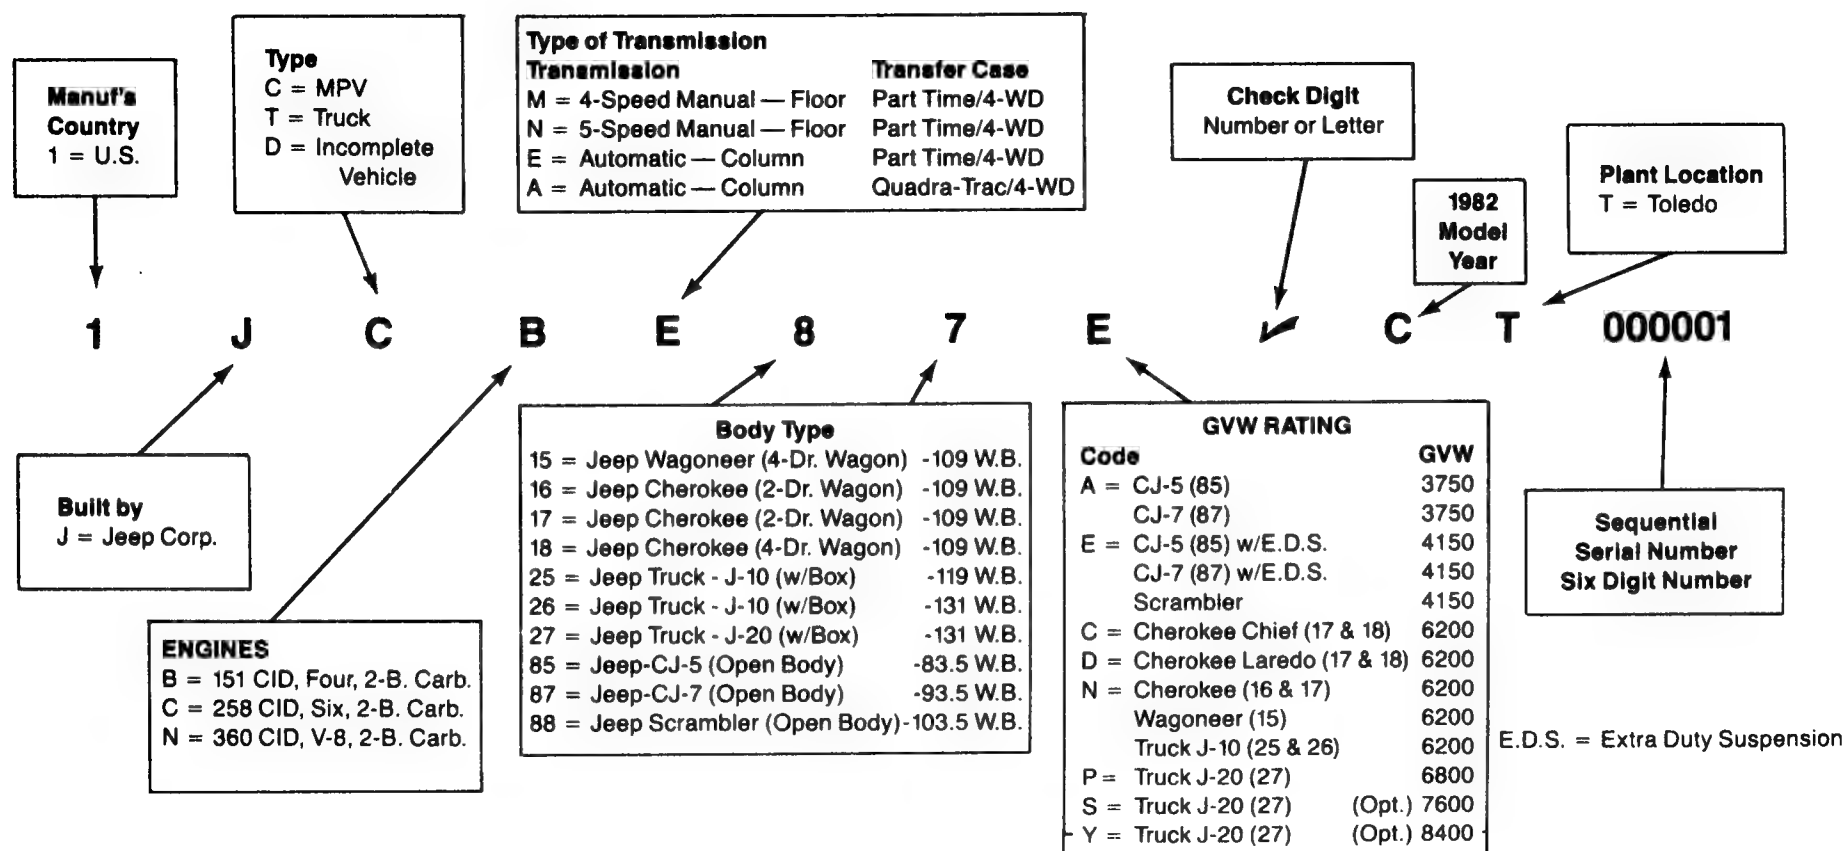 Manuf's
Country
1 = U.S.
Type
C = MPV
T = Truck
D = Incomplete
Vehicle
Type of Transmission
Transmission Transfer Case
M = 4-Speed Manual — Floor Part Time/4-WD
N = 5-Speed Manual — Floor Part Time/4-WD
E = Automatic — Column Part Time/4-WD
A = Automatic — Column Quadra-Trac/4-WD
Check Digit
Number or Letter
1982
Model
Year
Plant Location
T = Toledo
1 J C B E 8 7 E ✓ C T 000001
Built by
J = Jeep Corp.
ENGINES
B = 151 CID, Four, 2-B. Carb.
C = 258 CID, Six, 2-B. Carb.
N = 360 CID, V-8, 2-B. Carb.
Body Type
15 = Jeep Wagoneer (4-Dr. Wagon) -109 W.B.
16 = Jeep Cherokee (2-Dr. Wagon) -109 W.B.
17 = Jeep Cherokee (2-Dr. Wagon) -109 W.B.
18 = Jeep Cherokee (4-Dr. Wagon) -109 W.B.
25 = Jeep Truck - J-10 (w/Box) -119 W.B.
26 = Jeep Truck - J-10 (w/Box) -131 W.B.
27 = Jeep Truck - J-20 (w/Box) -131 W.B.
85 = Jeep-CJ-5 (Open Body) -83.5 W.B.
87 = Jeep-CJ-7 (Open Body) -93.5 W.B.
88 = Jeep Scrambler (Open Body) -103.5 W.B.
GVW RATING
Code GVW
A = CJ-5 (85) 3750
CJ-7 (87) 3750
E = CJ-5 (85) w/E.D.S. 4150
CJ-7 (87) w/E.D.S. 4150
Scrambler 4150
C = Cherokee Chief (17 & 18) 6200
D = Cherokee Laredo (17 & 18) 6200
N = Cherokee (16 & 17) 6200
Wagoneer (15) 6200
Truck J-10 (25 & 26) 6200
P = Truck J-20 (27) 6800
S = Truck J-20 (27) (Opt.) 7600
Y = Truck J-20 (27) (Opt.) 8400
Sequential
Serial Number
Six Digit Number
E.D.S. = Extra Duty Suspension